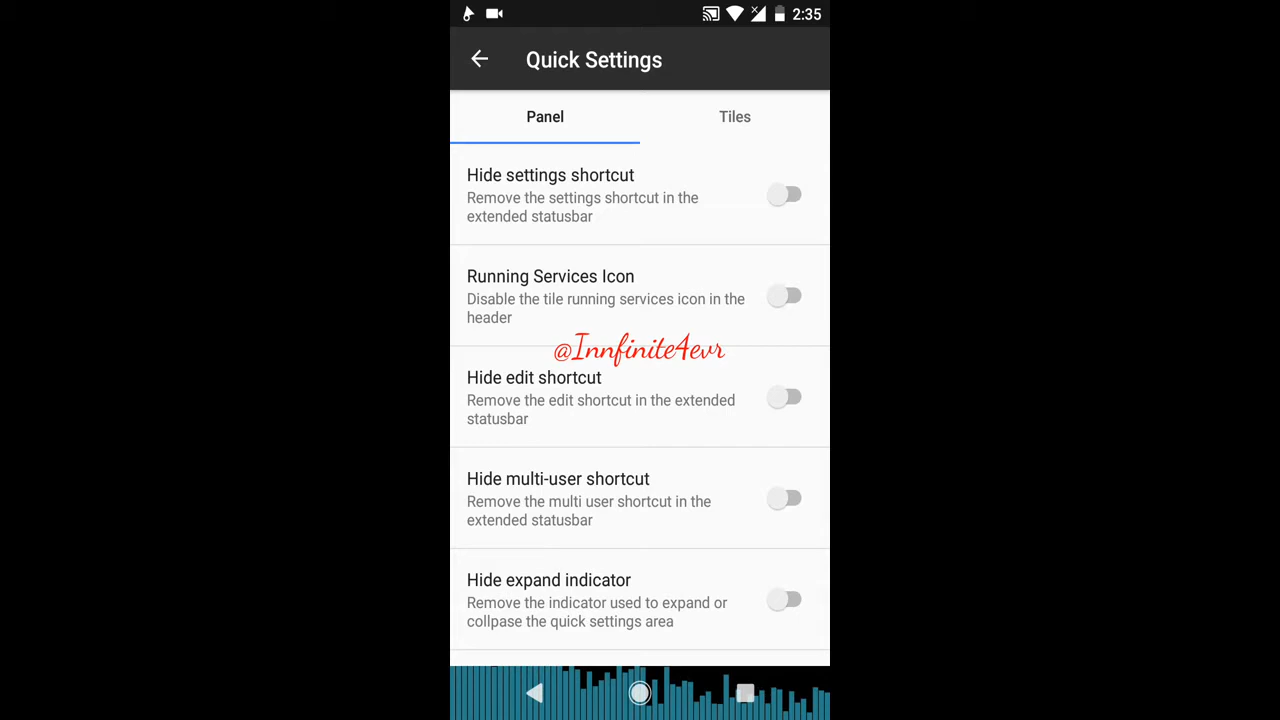 2:35
Quick Settings
Panel
Tiles
Hide settings shortcut
Remove the settings shortcut in the
extended statusbar
Running Services Icon
Disable the tile running services icon in the
header
@Innfinite4evr
Hide edit shortcut
Remove the edit shortcut in the extended
statusbar
Hide multi-user shortcut
Remove the multi user shortcut in the
extended statusbar
Hide expand indicator
Remove the indicator used to expand or
collpase the quick settings area